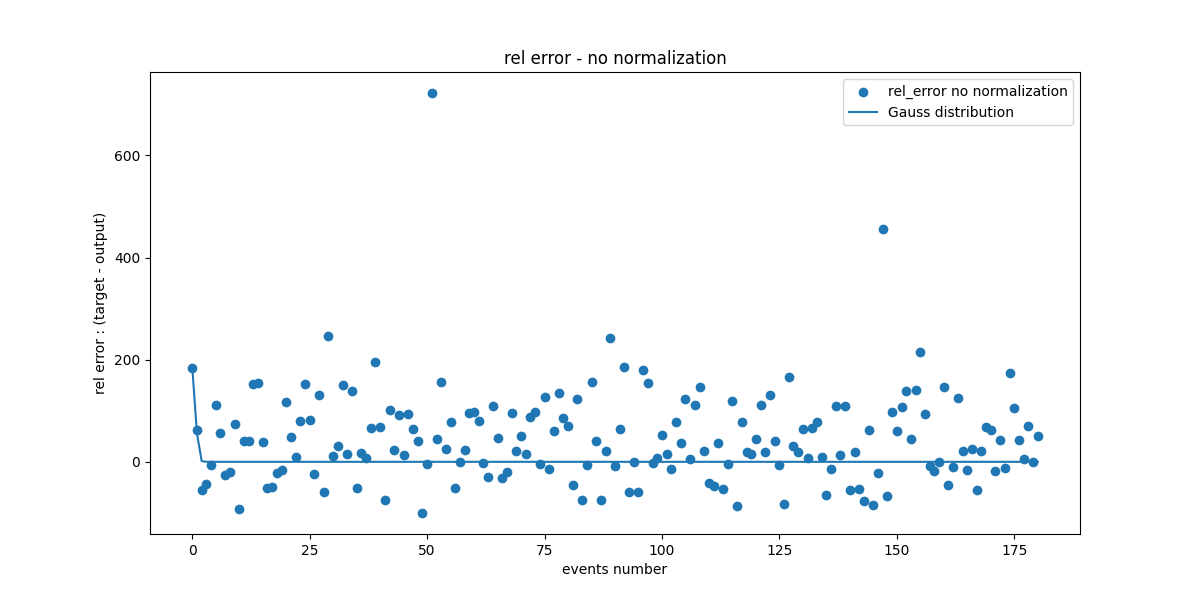 rel error - no normalization
rel_error no normalization
Gauss distribution
rel error : (target - output)
600
400
200
0
0 25 50 75 100 125 150 175
events number